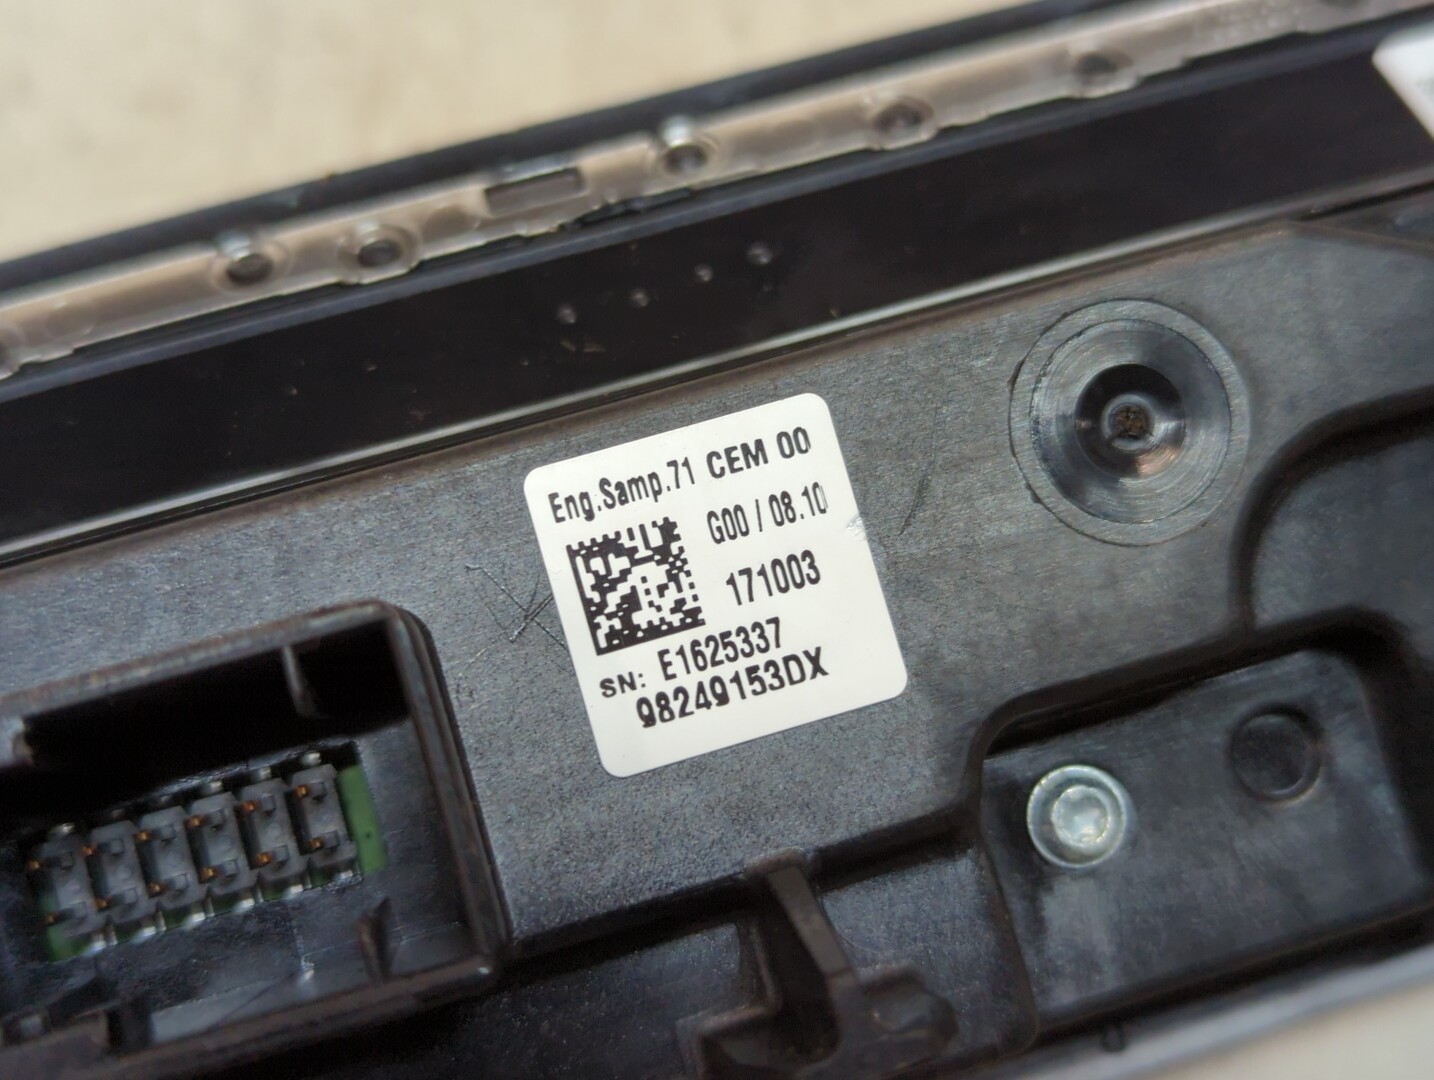 Eng.Samp.71 CEM 00
G00 / 08.10
171003
SN: E1625337
98249153DX